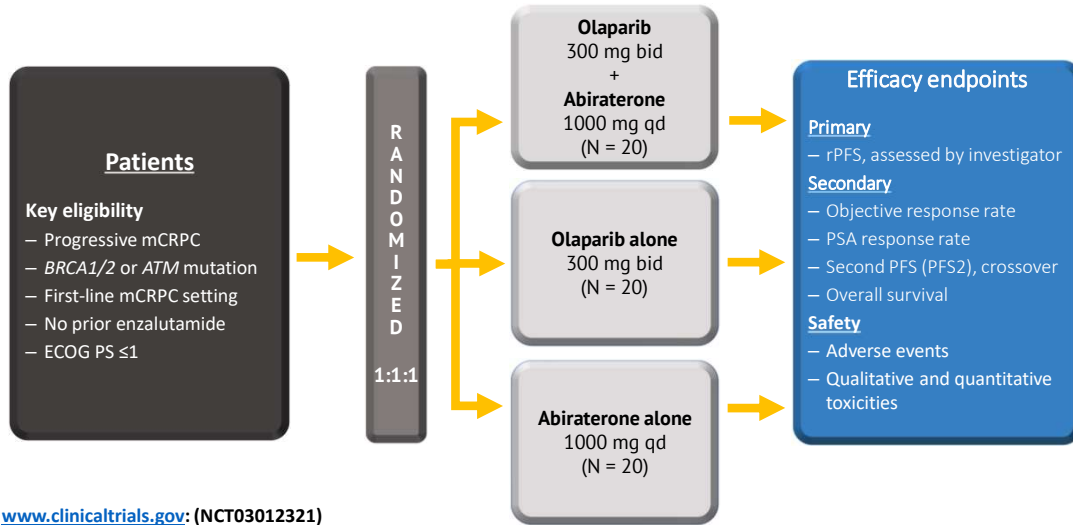 Patients
Key eligibility
– Progressive mCRPC
– BRCA1/2 or ATM mutation
– First-line mCRPC setting
– No prior enzalutamide
– ECOG PS ≤1
R
A
N
D
O
M
I
Z
E
D
1:1:1
Olaparib
300 mg bid
+
Abiraterone
1000 mg qd
(N = 20)
Olaparib alone
300 mg bid
(N = 20)
Abiraterone alone
1000 mg qd
(N = 20)
Efficacy endpoints
Primary
– rPFS, assessed by investigator
Secondary
– Objective response rate
– PSA response rate
– Second PFS (PFS2), crossover
– Overall survival
Safety
– Adverse events
– Qualitative and quantitative
toxicities
www.clinicaltrials.gov: (NCT03012321)